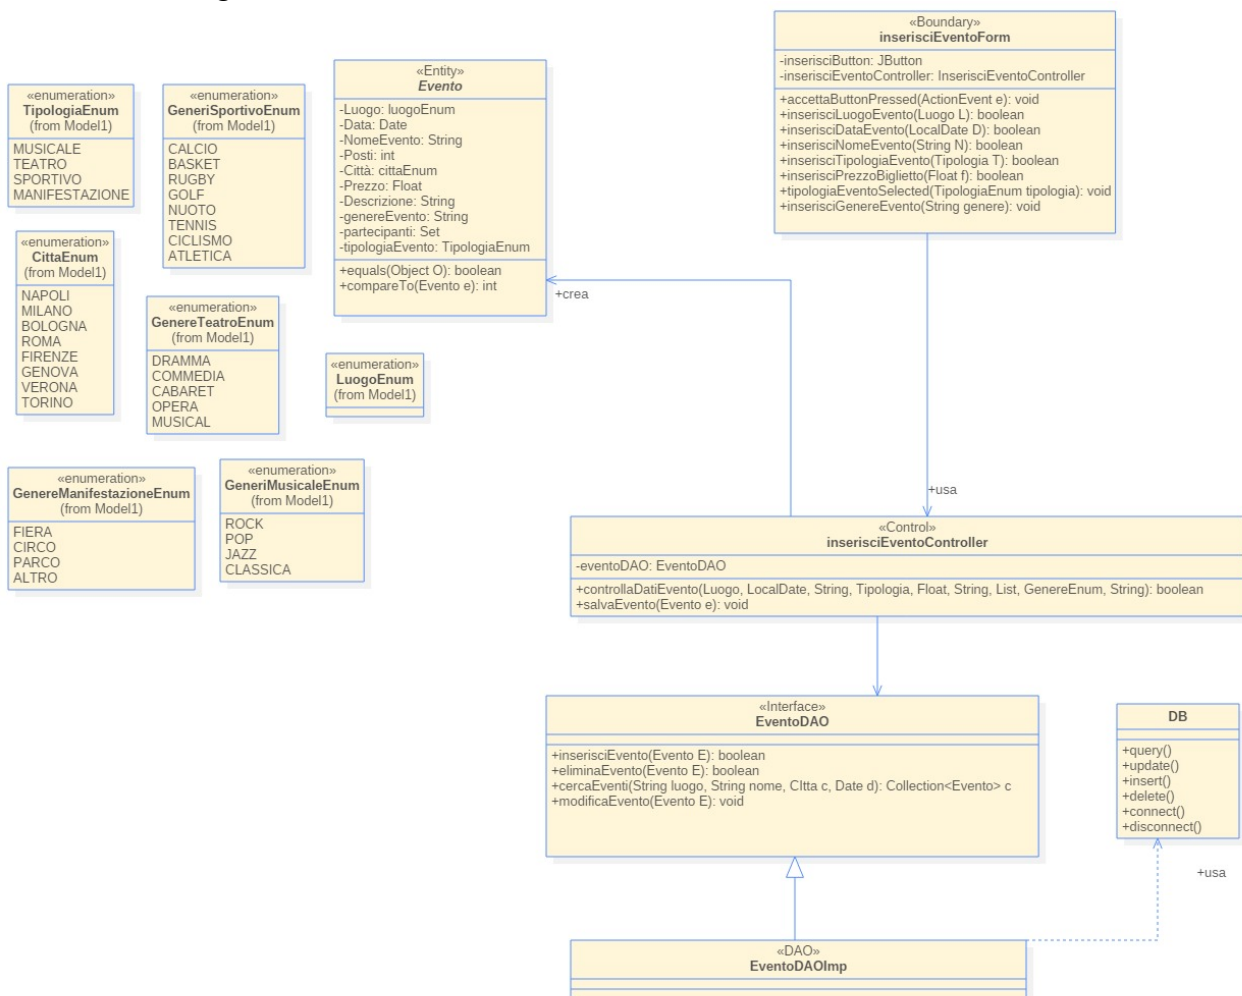 «Boundary»
inserisciEventoForm
-inserisciButton: JButton
-inserisciEventoController: InserisciEventoController
+accettaButtonPressed(ActionEvent e): void
+inserisciLuogoEvento(Luogo L): boolean
+inserisciDataEvento(LocalDate D): boolean
+inserisciNomeEvento(String N): boolean
+inserisciTipologiaEvento(Tipologia T): boolean
+inserisciPrezzoBiglietto(Float f): boolean
+tipologiaEventoSelected(TipologiaEnum tipologia): void
+inserisciGenereEvento(String genere): void
«Entity»
Evento
-Luogo: luogoEnum
-Data: Date
-NomeEvento: String
-Posti: int
-Città: cittaEnum
-Prezzo: Float
-Descrizione: String
-genereEvento: String
-partecipanti: Set
-tipologiaEvento: TipologiaEnum
+equals(Object O): boolean
+compareTo(Evento e): int
«enumeration»
TipologiaEnum
(from Model1)
MUSICALE
TEATRO
SPORTIVO
MANIFESTAZIONE
«enumeration»
GeneriSportivoEnum
(from Model1)
CALCIO
BASKET
RUGBY
GOLF
NUOTO
TENNIS
CICLISMO
ATLETICA
«enumeration»
CittaEnum
(from Model1)
NAPOLI
MILANO
BOLOGNA
ROMA
FIRENZE
GENOVA
VERONA
TORINO
«enumeration»
GenereTeatroEnum
(from Model1)
DRAMMA
COMMEDIA
CABARET
OPERA
MUSICAL
«enumeration»
LuogoEnum
(from Model1)
+crea
«enumeration»
GenereManifestazioneEnum
(from Model1)
FIERA
CIRCO
PARCO
ALTRO
«enumeration»
GeneriMusicaleEnum
(from Model1)
ROCK
POP
JAZZ
CLASSICA
+usa
«Control»
inserisciEventoController
-eventoDAO: EventoDAO
+controllaDatiEvento(Luogo, LocalDate, String, Tipologia, Float, String, List, GenereEnum, String): boolean
+salvaEvento(Evento e): void
«Interface»
EventoDAO
+inserisciEvento(Evento E): boolean
+eliminaEvento(Evento E): boolean
+cercaEventi(String luogo, String nome, CItta c, Date d): Collection<Evento> c
+modificaEvento(Evento E): void
DB
+query()
+update()
+insert()
+delete()
+connect()
+disconnect()
+usa
«DAO»
EventoDAOImp